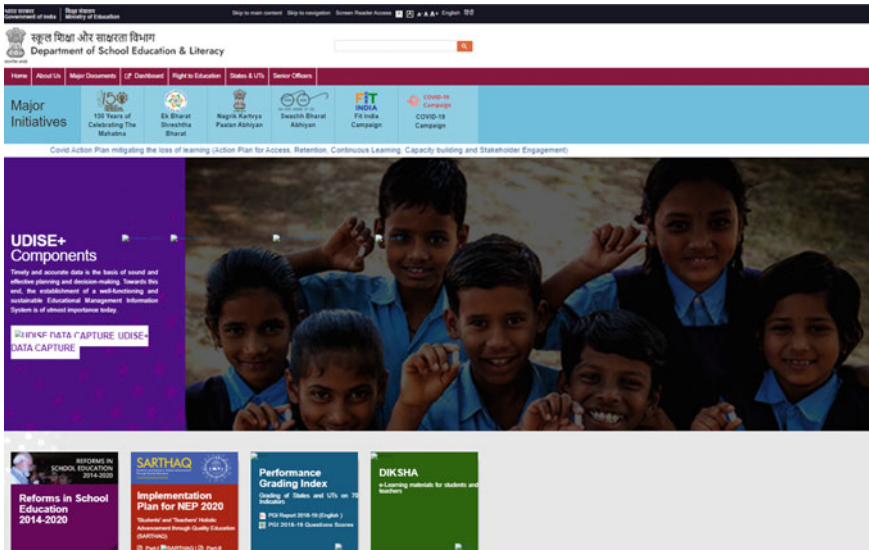 भारत सरकार
Government of India
शिक्षा मंत्रालय
Ministry of Education
Skip to main content Skip to navigation Screen Reader Access A A A- A A+ English हिंदी
स्कूल शिक्षा और साक्षरता विभाग
Department of School Education & Literacy
Home About Us Major Documents Dashboard Right to Education States & UTs Senior Officers
Major
Initiatives
150 Years of
Celebrating The
Mahatma
Ek Bharat
Shreshtha
Bharat
Nagrik Kartvya
Paalan Abhiyan
Swachh Bharat
Abhiyan
FiT
INDIA
Fit India
Campaign
COVID-19
Campaign
COVID-19
Campaign
Covid Action Plan mitigating the loss of learning (Action Plan for Access, Retention, Continuous Learning, Capacity building and Stakeholder Engagement)
UDISE+
Components
Timely and accurate data is the basis of sound and
effective planning and decision-making. Towards this
end, the establishment of a well-functioning and
sustainable Educational Management Information
System is of utmost importance today.
UDISE DATA CAPTURE UDISE+
DATA CAPTURE
REFORMS IN
SCHOOL EDUCATION
2014-2020
Reforms in School
Education
2014-2020
SARTHAQ
Implementation
Plan for NEP 2020
'Students' and 'Teachers' Holistic
Advancement through Quality Education
(SARTHAQ)
Part-I SARTHAQ | Part-II
Performance
Grading Index
Grading of States and UTs on 70
Indicators
PGI Report 2018-19 (English )
PGI 2018-19 Questions Scores
DIKSHA
e-Learning materials for students and
teachers